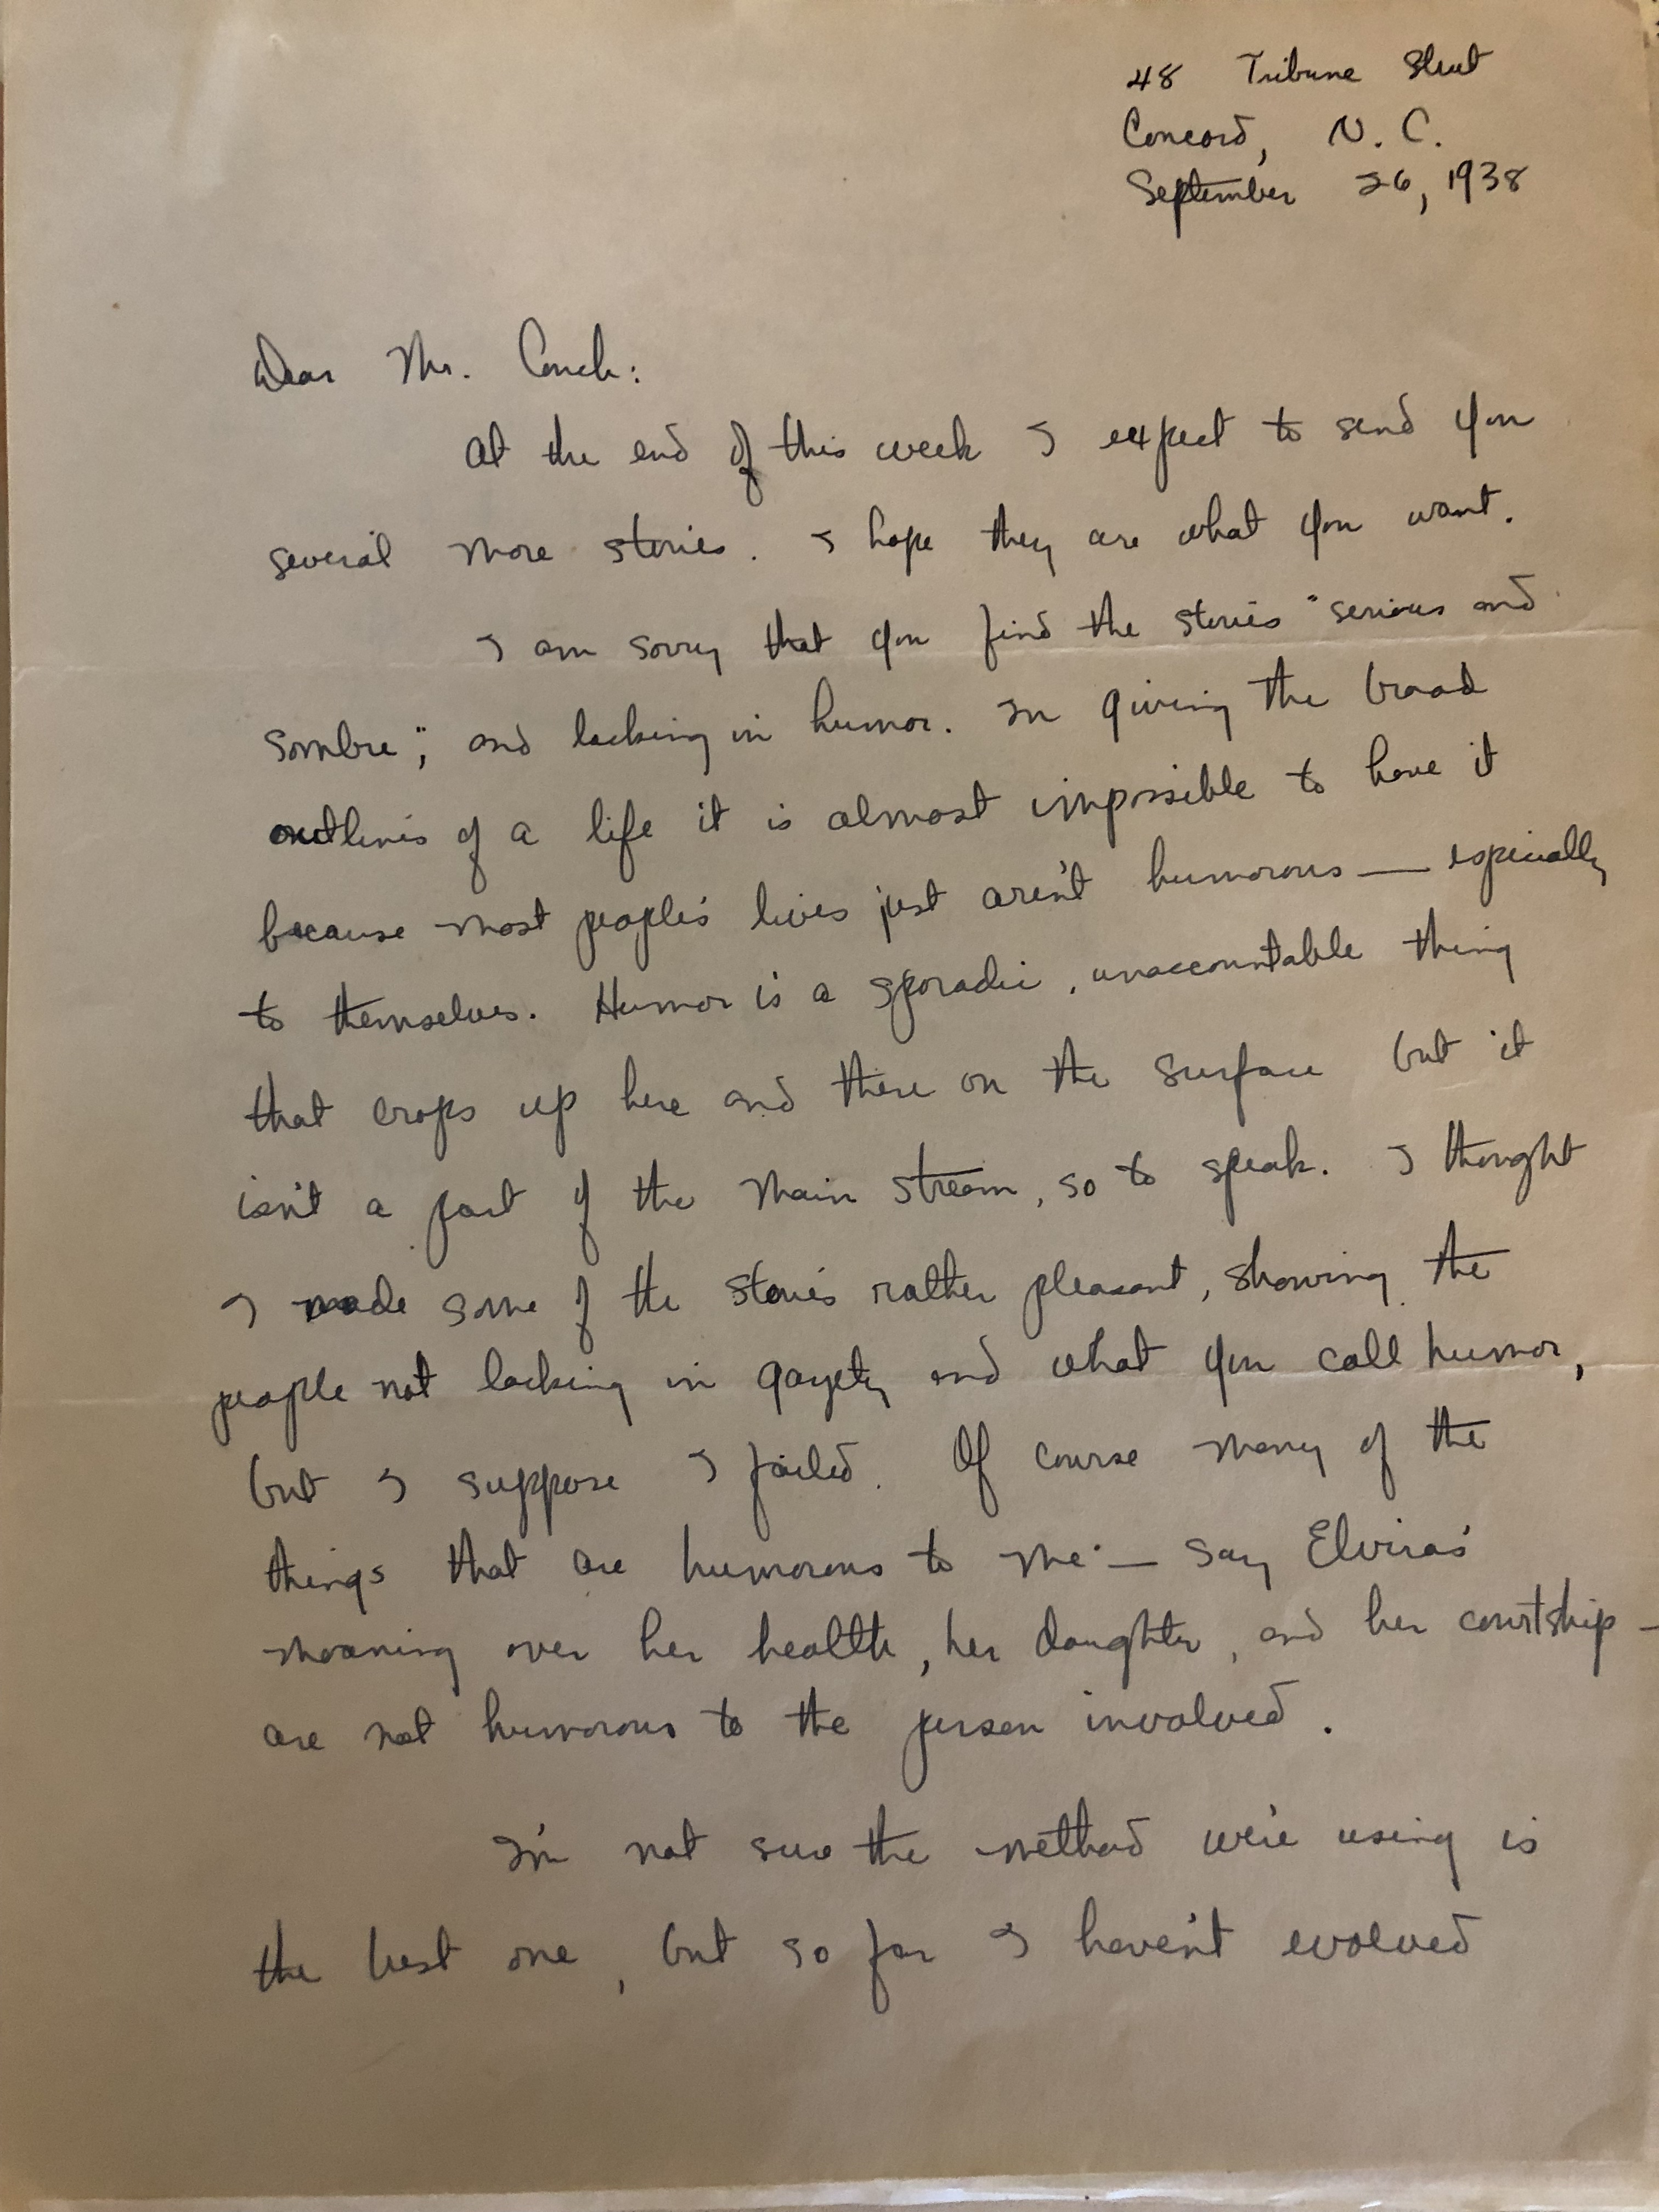 48 Tribune Street
Concord, N. C.
September 26, 1938
Dear Mr. Couch:
At the end of this week I expect to send you
several more stories. I hope they are what you want.
I am sorry that you find the stories "serious and
sombre", and lacking in humor. In giving the broad
outlines of a life it is almost impossible to have it
because most people's lives just aren't humorous — especially
to themselves. Humor is a sporadic, unaccountable thing
that crops up here and there on the surface but it
isn't a part of the main stream, so to speak. I thought
I made some of the stories rather pleasant, showing the
people not lacking in gayety and what you call humor,
but I suppose I failed. Of course many of the
things that are humorous to me — say Elvira's
moaning over her health, her daughter, and her courtship —
are not humorous to the person involved.
I'm not sure the method we're using is
the best one, but so far I haven't evolved